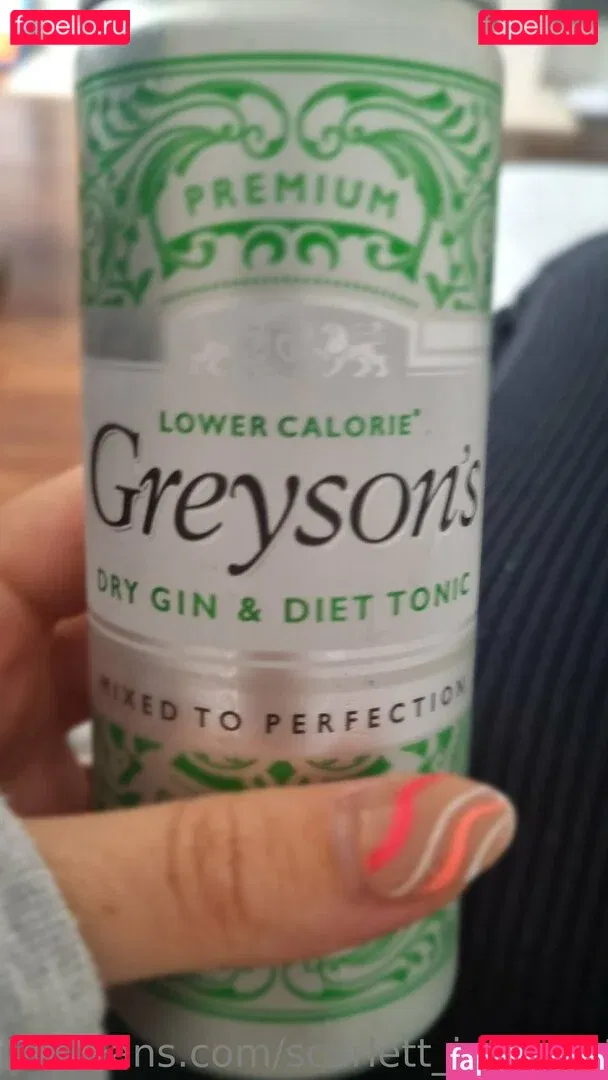 fapello.ru fapello.ru
PREMIUM
LOWER CALORIE*
Greyson's
DRY GIN & DIET TONIC
MIXED TO PERFECTION
fapello.ru fapello.ru